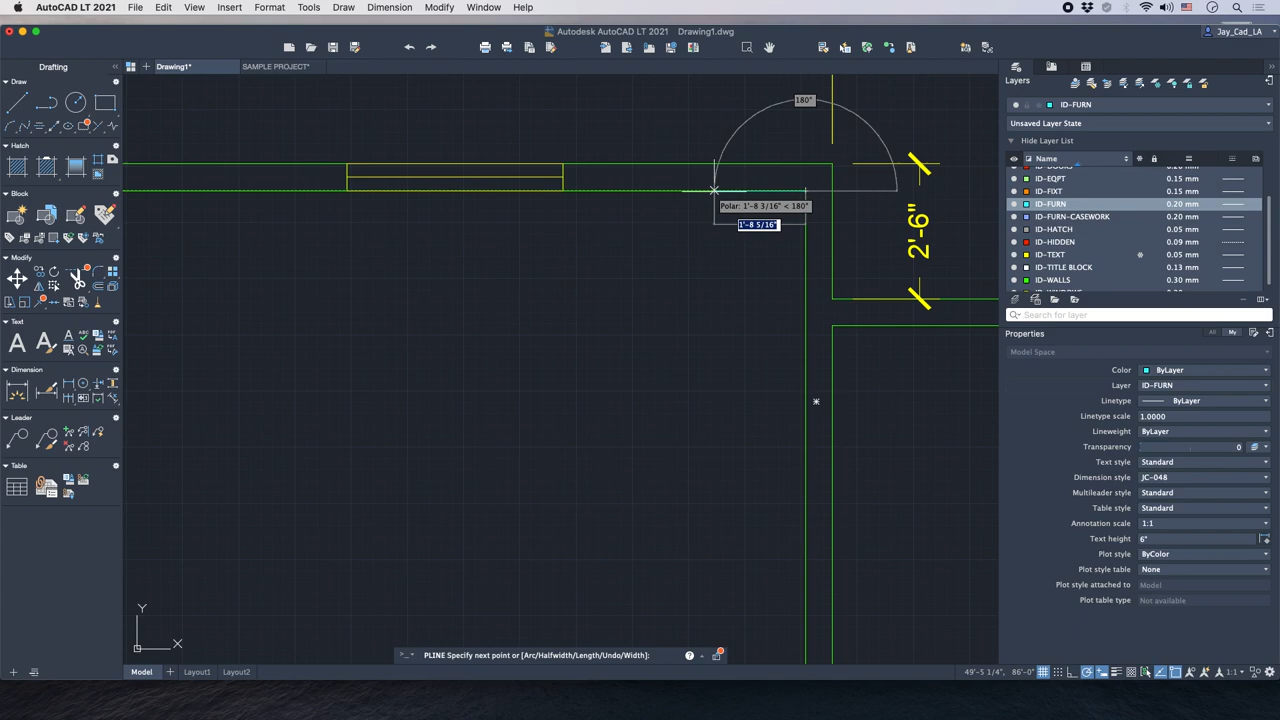 AutoCAD LT 2021 File Edit View Insert Format Tools Draw Dimension Modify Window Help
Autodesk AutoCAD LT 2021 Drawing1.dwg
Jay_Cad_LA
Drafting
Drawing1*
SAMPLE PROJECT*
Draw
Hatch
Block
Modify
Text
Dimension
Leader
Table
180°
Polar: 1'-8 3/16" < 180°
1'-8 5/16"
2'-6"
Y
X
PLINE Specify next point or [Arc/Halfwidth/Length/Undo/Width]:
Model
Layout1
Layout2
49'-5 1/4", 86'-0"
1:1
Layers
ID-FURN
Unsaved Layer State
Hide Layer List
Name
ID-EQPT 0.15 mm
ID-FIXT 0.15 mm
ID-FURN 0.20 mm
ID-FURN-CASEWORK 0.20 mm
ID-HATCH 0.05 mm
ID-HIDDEN 0.09 mm
ID-TEXT 0.05 mm
ID-TITLE BLOCK 0.13 mm
ID-WALLS 0.30 mm
Search for layer
Properties
All
My
Model Space
Color ByLayer
Layer ID-FURN
Linetype ByLayer
Linetype scale 1.0000
Lineweight ByLayer
Transparency 0
Text style Standard
Dimension style JC-048
Multileader style Standard
Table style Standard
Annotation scale 1:1
Text height 6"
Plot style ByColor
Plot style table None
Plot style attached to Model
Plot table type Not available